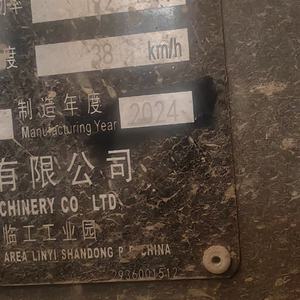 度 38 km/h
制造年度 2024
Manufacturing Year
有限公司
CHINERY CO LTD
临工工业园
AREA LINYI SHANDONG P.R.CHINA
2936001512